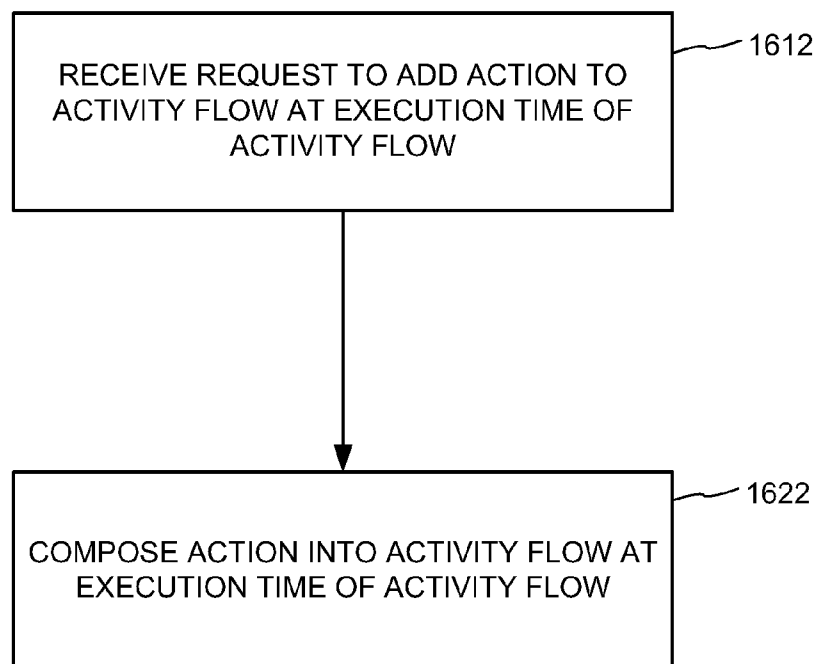 RECEIVE REQUEST TO ADD ACTION TO
ACTIVITY FLOW AT EXECUTION TIME OF
ACTIVITY FLOW
1612
COMPOSE ACTION INTO ACTIVITY FLOW AT
EXECUTION TIME OF ACTIVITY FLOW
1622